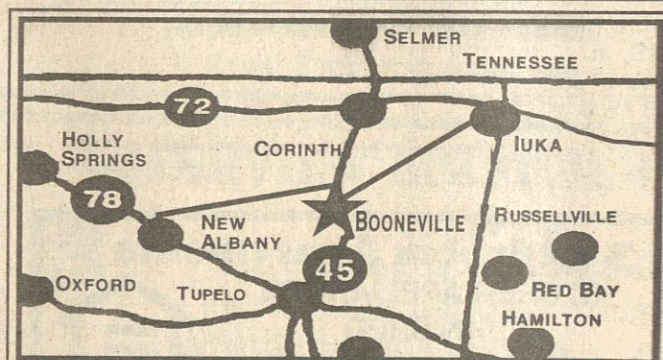 SELMER
TENNESSEE
72
HOLLY
SPRINGS
CORINTH
IUKA
78
NEW
ALBANY
BOONEVILLE
RUSSELLVILLE
45
OXFORD
TUPELO
RED BAY
HAMILTON